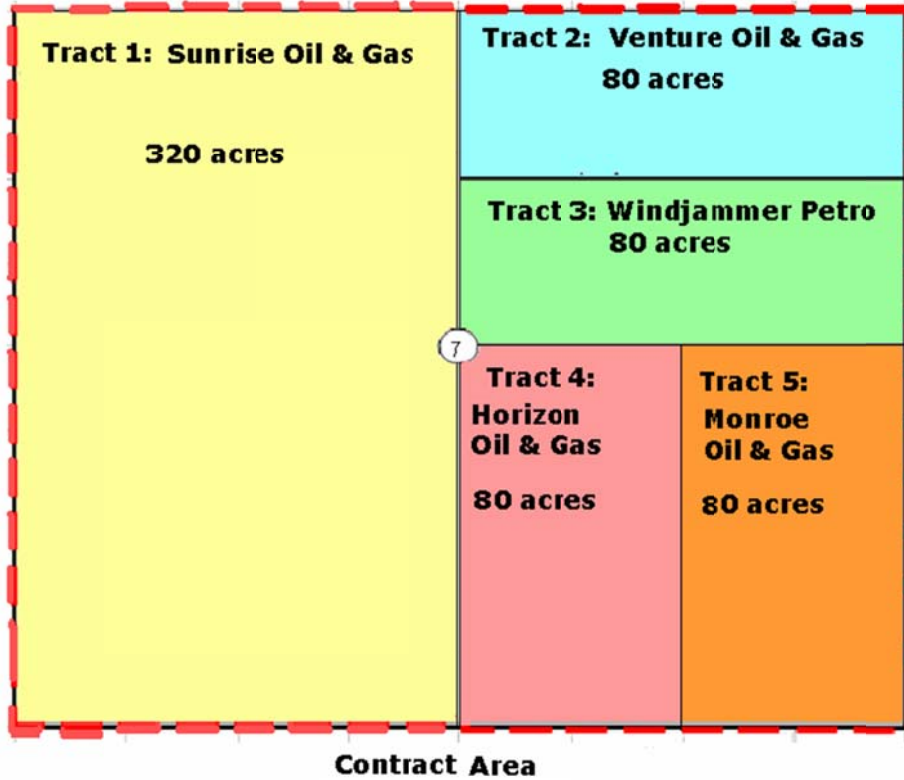 Tract 1: Sunrise Oil & Gas
320 acres
Tract 2: Venture Oil & Gas
80 acres
Tract 3: Windjammer Petro
80 acres
7
Tract 4:
Horizon
Oil & Gas
80 acres
Tract 5:
Monroe
Oil & Gas
80 acres
Contract Area